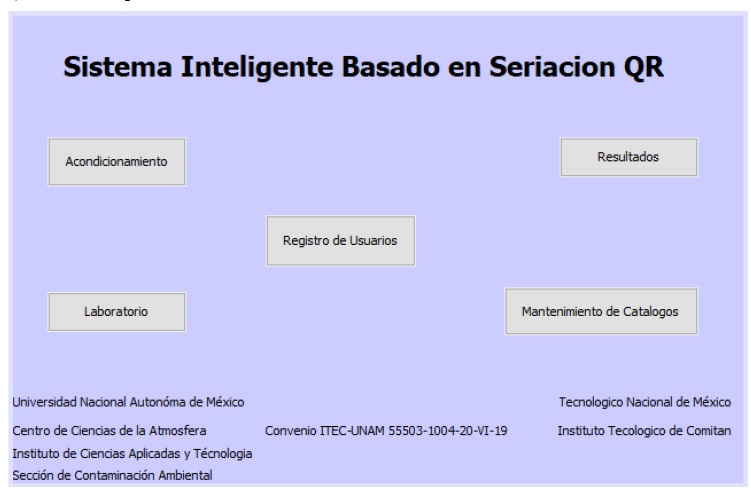 Sistema Inteligente Basado en Seriacion QR
Acondicionamiento
Resultados
Registro de Usuarios
Laboratorio
Mantenimiento de Catalogos
Universidad Nacional Autonóma de México
Tecnologico Nacional de México
Centro de Ciencias de la Atmosfera
Convenio ITEC-UNAM 55503-1004-20-VI-19
Instituto Tecologico de Comitan
Instituto de Ciencias Aplicadas y Técnologia
Sección de Contaminación Ambiental